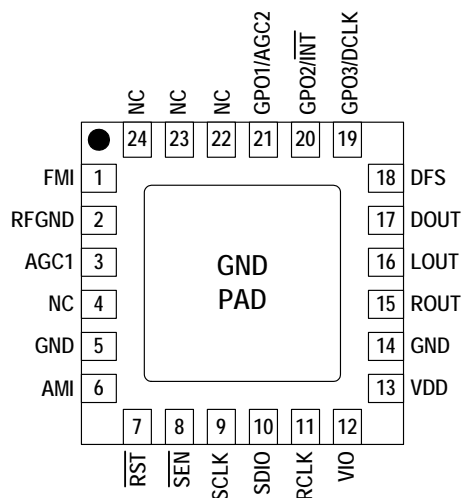 NC
NC
NC
GPO1/AGC2
GPO2/INT
GPO3/DCLK
24
23
22
21
20
19
FMI 1
RFGND 2
AGC1 3
NC 4
GND 5
AMI 6
18 DFS
17 DOUT
16 LOUT
15 ROUT
14 GND
13 VDD
GND
PAD
7
8
9
10
11
12
RST
SEN
SCLK
SDIO
RCLK
VIO